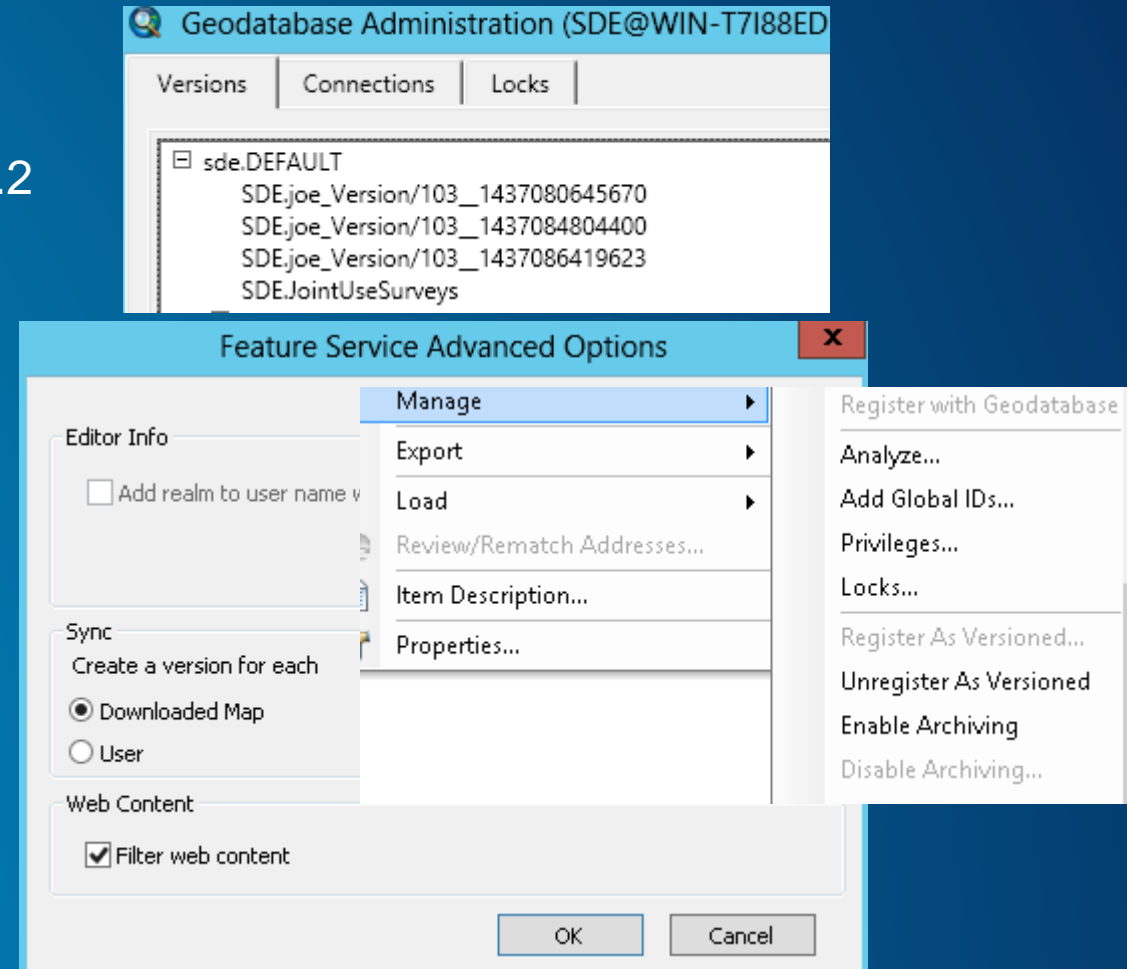 Geodatabase Administration (SDE@WIN-T7I88ED
Versions Connections Locks
.2
sde.DEFAULT
SDE.joe_Version/103__1437080645670
SDE.joe_Version/103__1437084804400
SDE.joe_Version/103__1437086419623
SDE.JointUseSurveys
Feature Service Advanced Options
x
Editor Info
Add realm to user name
Sync
Create a version for each
Downloaded Map
User
Web Content
Filter web content
OK Cancel
Manage
Export
Load
Review/Rematch Addresses...
Item Description...
Properties...
Register with Geodatabase
Analyze...
Add Global IDs...
Privileges...
Locks...
Register As Versioned...
Unregister As Versioned
Enable Archiving
Disable Archiving...